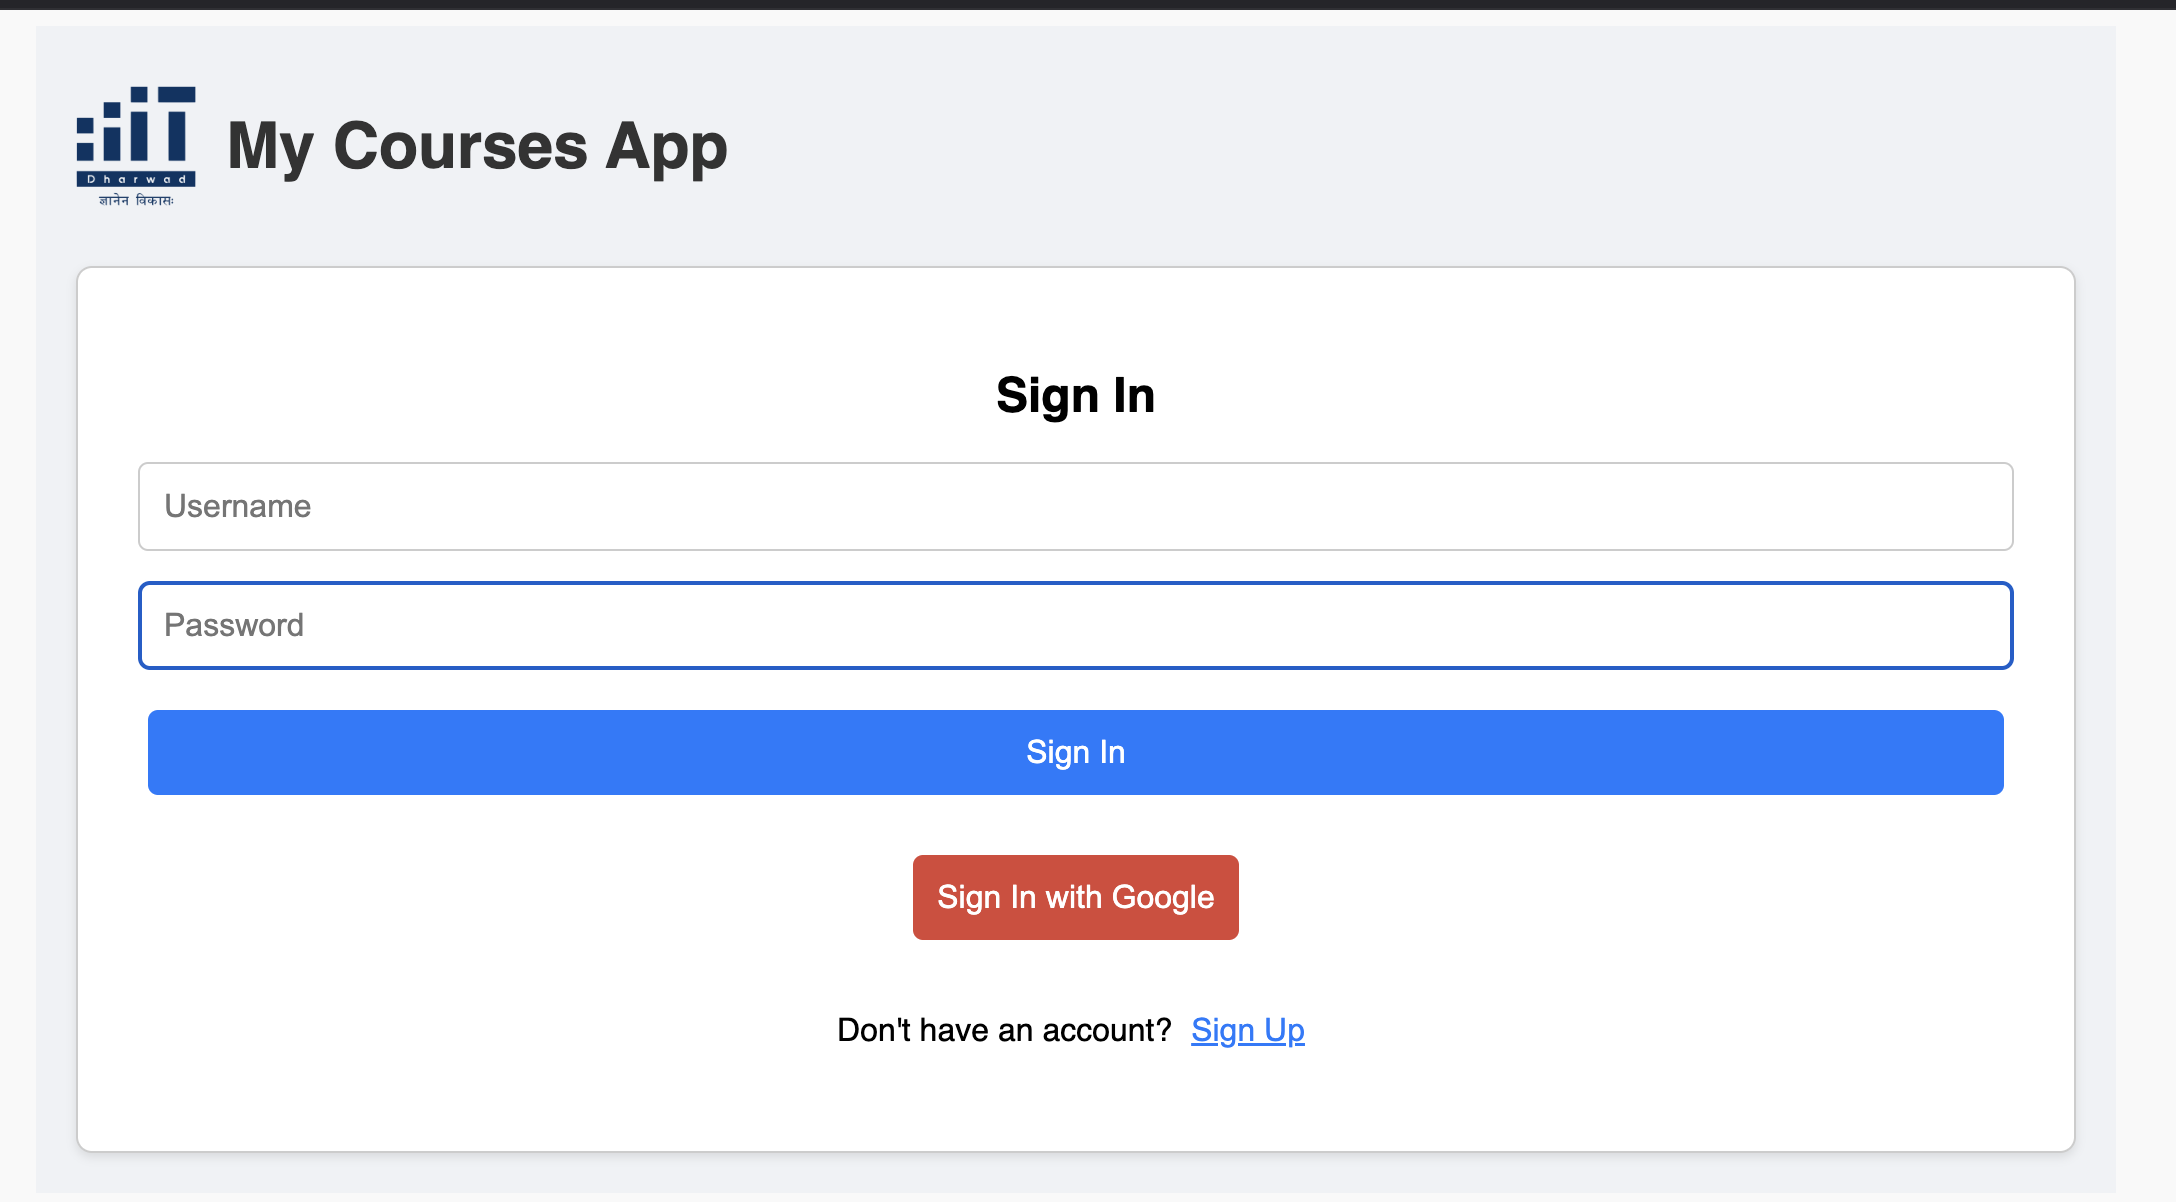 IIIT
Dharwad
ज्ञानेन विकासः
My Courses App
Sign In
Username
Password
Sign In
Sign In with Google
Don't have an account? Sign Up